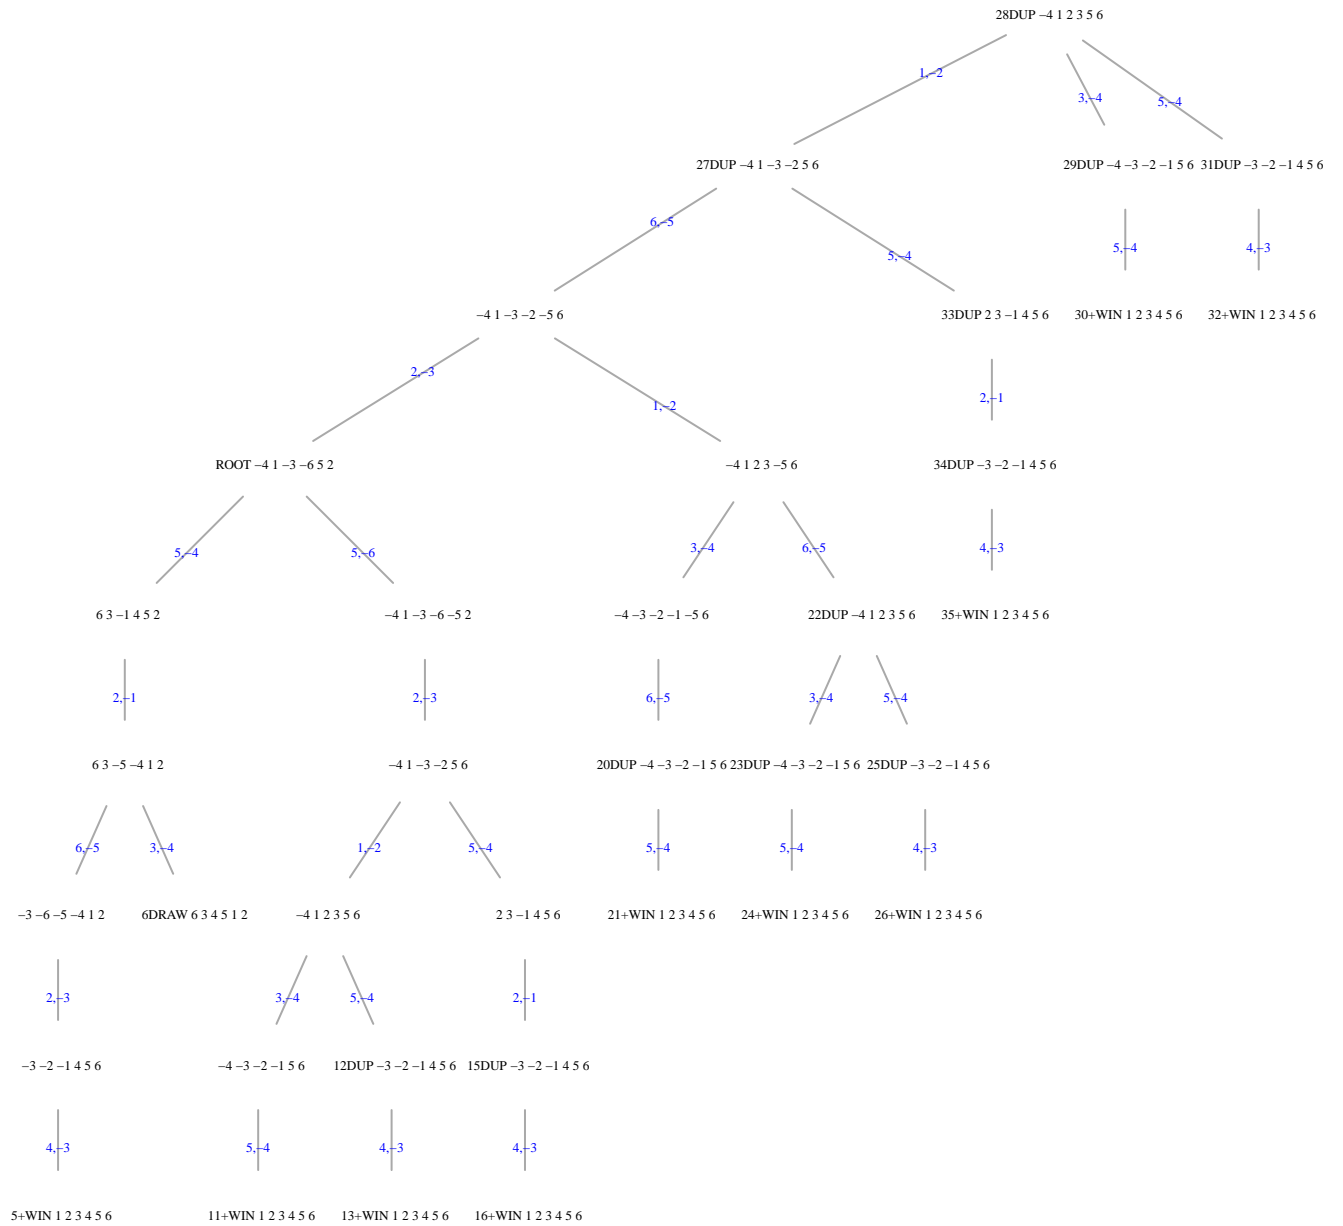 28DUP −4 1 2 3 5 6
1,−2
3,−4
5,−4
27DUP −4 1 −3 −2 5 6
29DUP −4 −3 −2 −1 5 6
31DUP −3 −2 −1 4 5 6
6,−5
5,−4
5,−4
4,−3
−4 1 −3 −2 −5 6
33DUP 2 3 −1 4 5 6
30+WIN 1 2 3 4 5 6
32+WIN 1 2 3 4 5 6
2,−3
1,−2
2,−1
ROOT −4 1 −3 −6 5 2
−4 1 2 3 −5 6
34DUP −3 −2 −1 4 5 6
5,−4
5,−6
3,−4
6,−5
4,−3
6 3 −1 4 5 2
−4 1 −3 −6 −5 2
−4 −3 −2 −1 −5 6
22DUP −4 1 2 3 5 6
35+WIN 1 2 3 4 5 6
2,−1
2,−3
6,−5
3,−4
5,−4
6 3 −5 −4 1 2
−4 1 −3 −2 5 6
20DUP −4 −3 −2 −1 5 6
23DUP −4 −3 −2 −1 5 6
25DUP −3 −2 −1 4 5 6
6,−5
3,−4
1,−2
5,−4
5,−4
5,−4
4,−3
−3 −6 −5 −4 1 2
6DRAW 6 3 4 5 1 2
−4 1 2 3 5 6
2 3 −1 4 5 6
21+WIN 1 2 3 4 5 6
24+WIN 1 2 3 4 5 6
26+WIN 1 2 3 4 5 6
2,−3
3,−4
5,−4
2,−1
−3 −2 −1 4 5 6
−4 −3 −2 −1 5 6
12DUP −3 −2 −1 4 5 6
15DUP −3 −2 −1 4 5 6
4,−3
5,−4
4,−3
4,−3
5+WIN 1 2 3 4 5 6
11+WIN 1 2 3 4 5 6
13+WIN 1 2 3 4 5 6
16+WIN 1 2 3 4 5 6